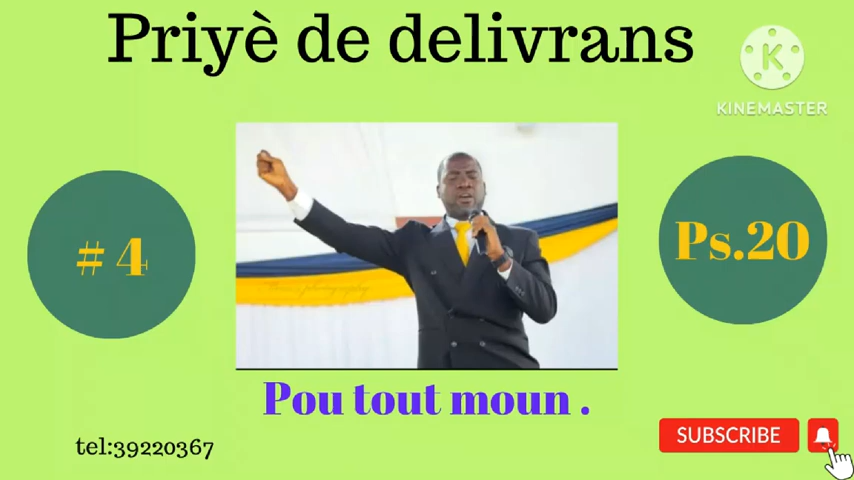 Priyè de delivrans
KINEMASTER
# 4
Ps.20
Pou tout moun .
tel:39220367
SUBSCRIBE